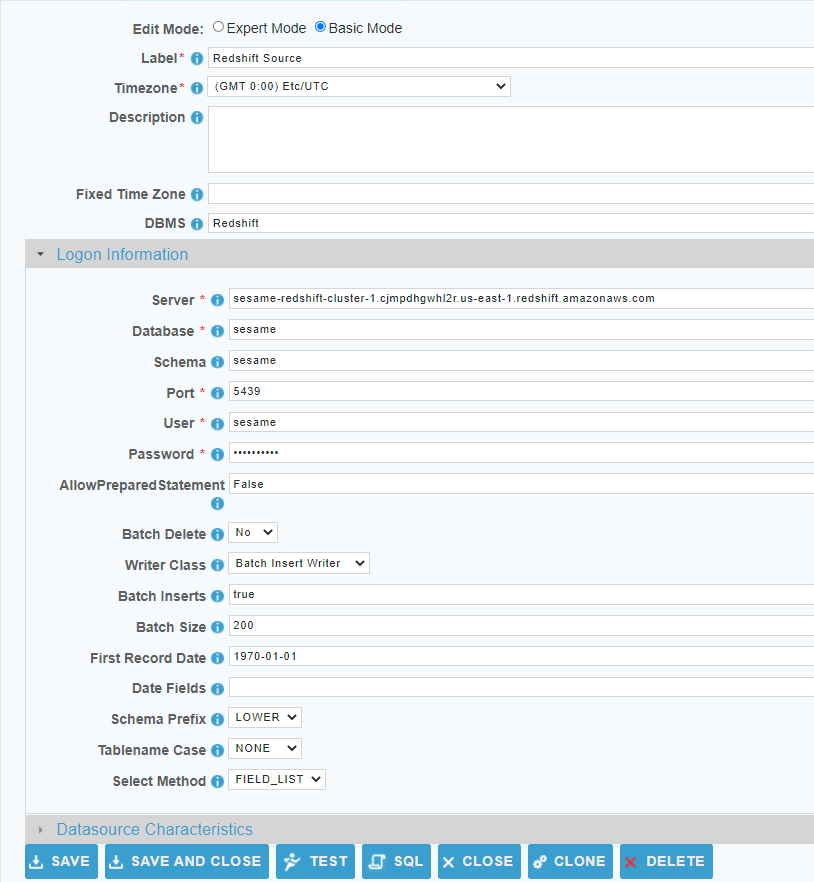 Edit Mode: Expert Mode Basic Mode
Label* Redshift Source
Timezone* (GMT 0:00) Etc/UTC
Description
Fixed Time Zone
DBMS Redshift
Logon Information
Server * sesame-redshift-cluster-1.cjmpdhgwhl2r.us-east-1.redshift.amazonaws.com
Database * sesame
Schema sesame
Port * 5439
User * sesame
Password * ••••••••••
AllowPreparedStatement False
Batch Delete No
Writer Class Batch Insert Writer
Batch Inserts true
Batch Size 200
First Record Date 1970-01-01
Date Fields
Schema Prefix LOWER
Tablename Case NONE
Select Method FIELD_LIST
Datasource Characteristics
SAVE SAVE AND CLOSE TEST SQL CLOSE CLONE DELETE